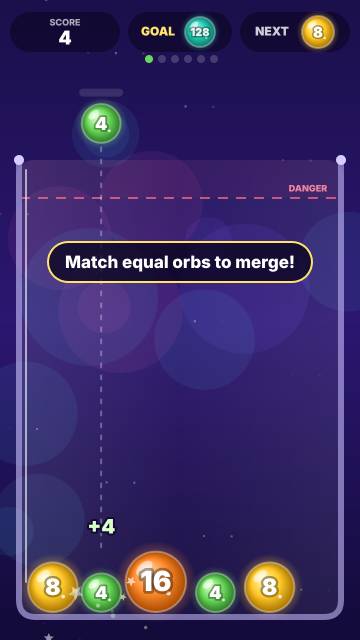 SCORE
4
GOAL 128
NEXT 8
4
DANGER
Match equal orbs to merge!
+4
8 4 16 4 8